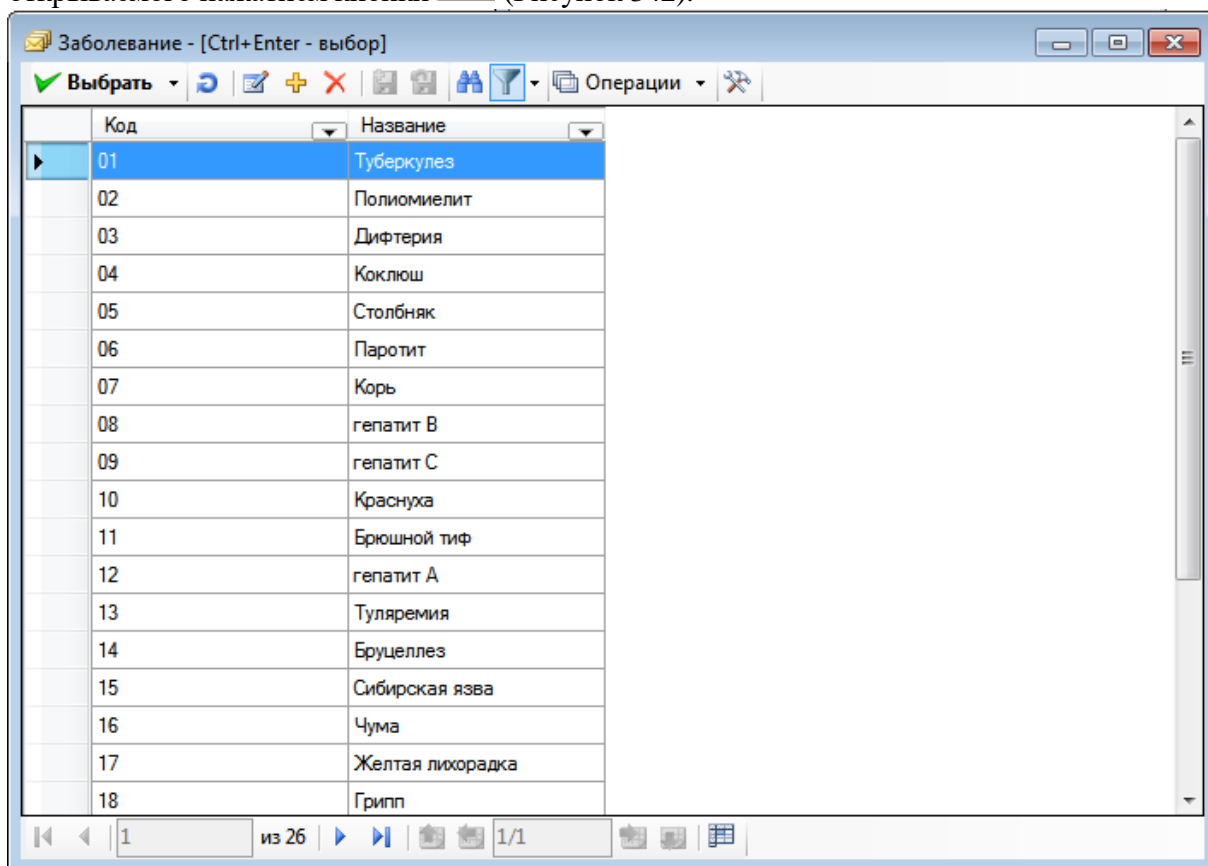 (Рисунок 542).
Заболевание - [Ctrl+Enter - выбор]
Выбрать Операции
Код Название
01 Туберкулез
02 Полиомиелит
03 Дифтерия
04 Коклюш
05 Столбняк
06 Паротит
07 Корь
08 гепатит В
09 гепатит С
10 Краснуха
11 Брюшной тиф
12 гепатит А
13 Туляремия
14 Бруцеллез
15 Сибирская язва
16 Чума
17 Желтая лихорадка
18 Грипп
1 из 26 1/1